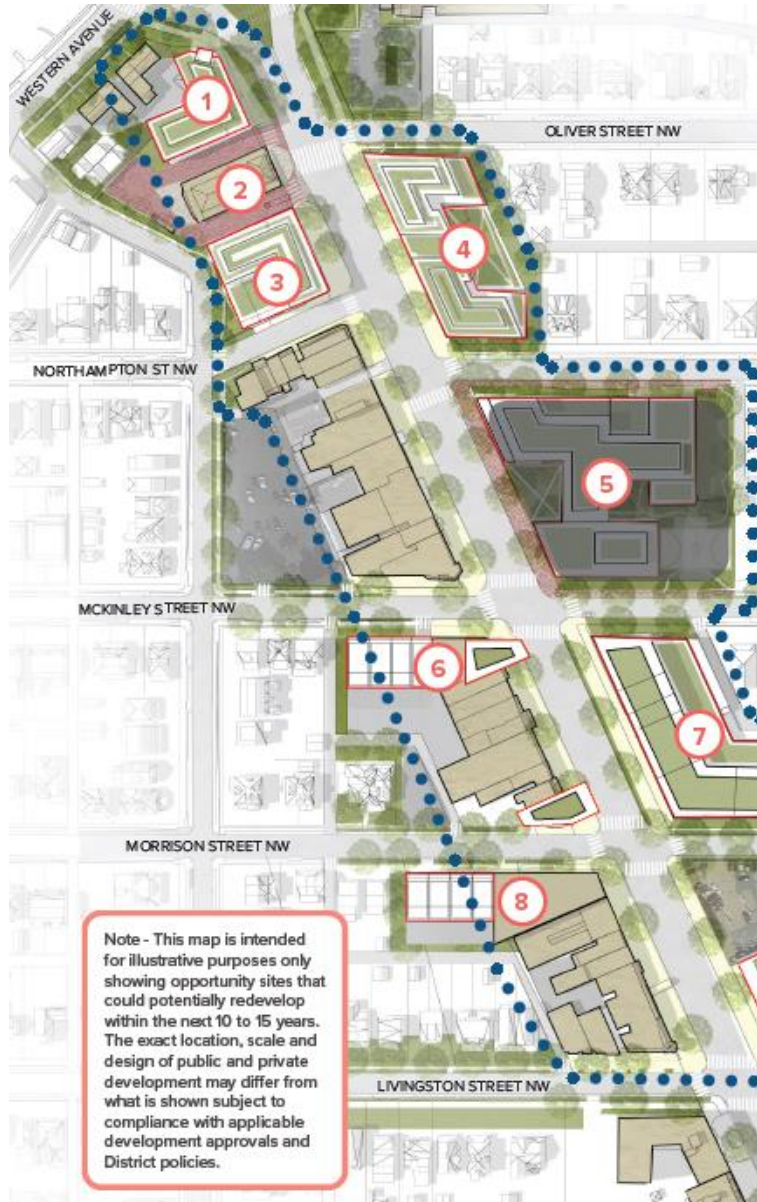 WESTERN AVENUE
1
OLIVER STREET NW
2
4
3
NORTHAMPTON ST NW
5
MCKINLEY STREET NW
6
7
MORRISON STREET NW
8
Note - This map is intended
for illustrative purposes only
showing opportunity sites that
could potentially redevelop
within the next 10 to 15 years.
The exact location, scale and
design of public and private
development may differ from
what is shown subject to
compliance with applicable
development approvals and
District policies.
LIVINGSTON STREET NW